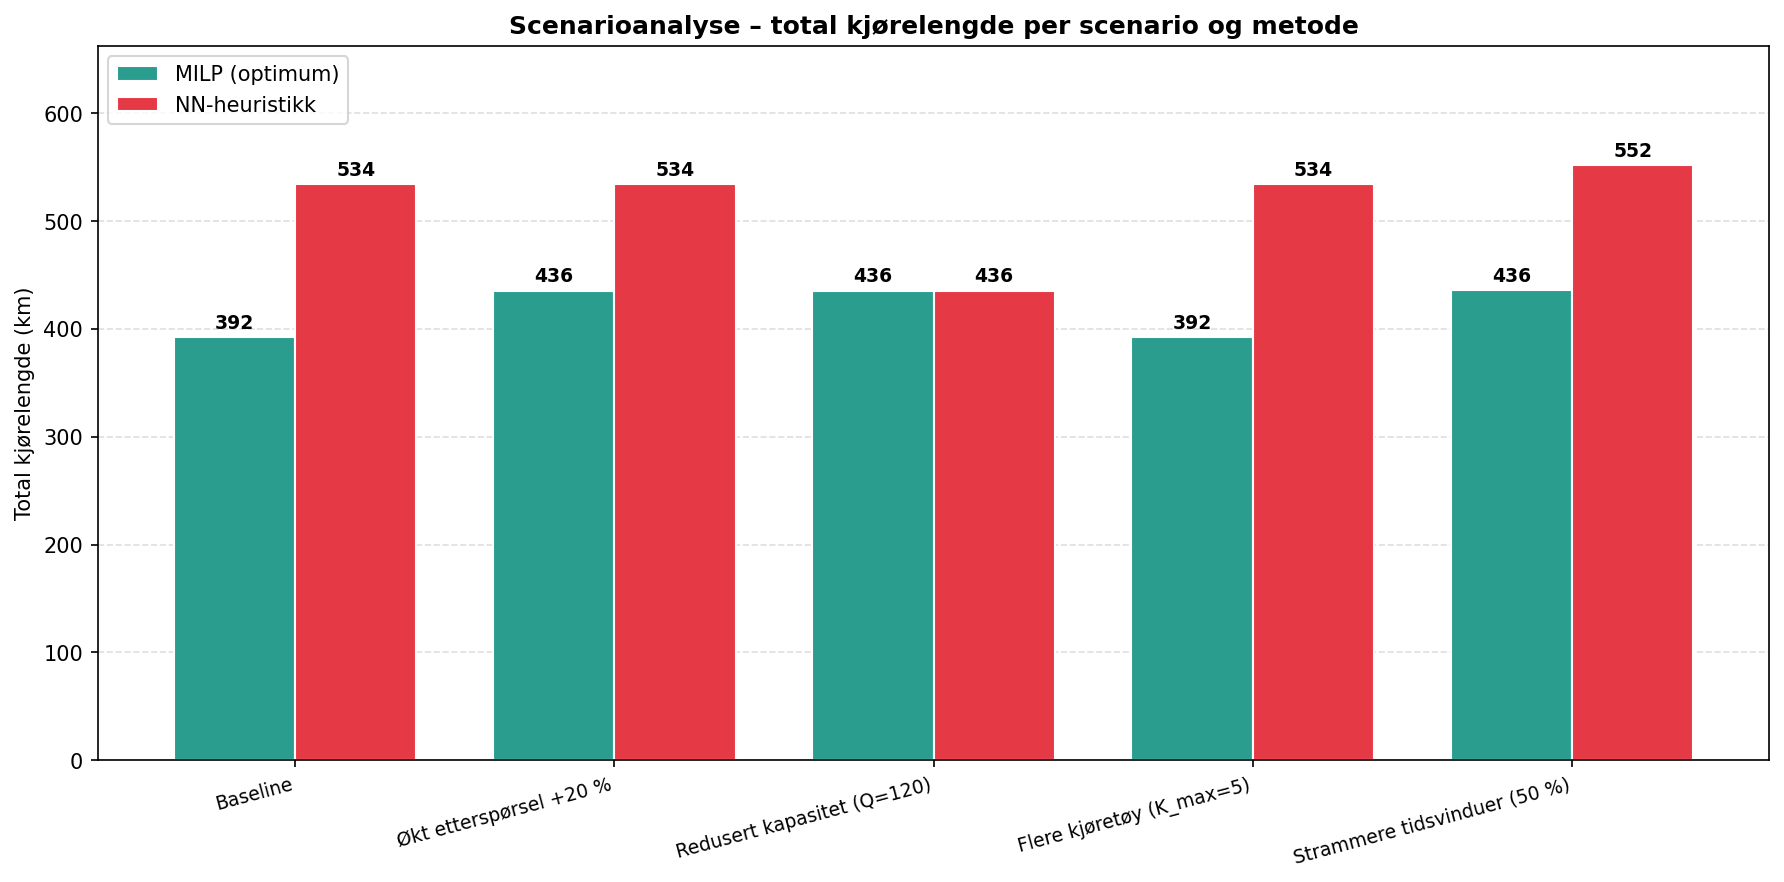 Scenarioanalyse – total kjørelengde per scenario og metode
MILP (optimum)
NN-heuristikk
Total kjørelengde (km)
600
500
400
300
200
100
0
392
534
436
534
436
436
392
534
436
552
Baseline
Økt etterspørsel +20 %
Redusert kapasitet (Q=120)
Flere kjøretøy (K_max=5)
Strammere tidsvinduer (50 %)